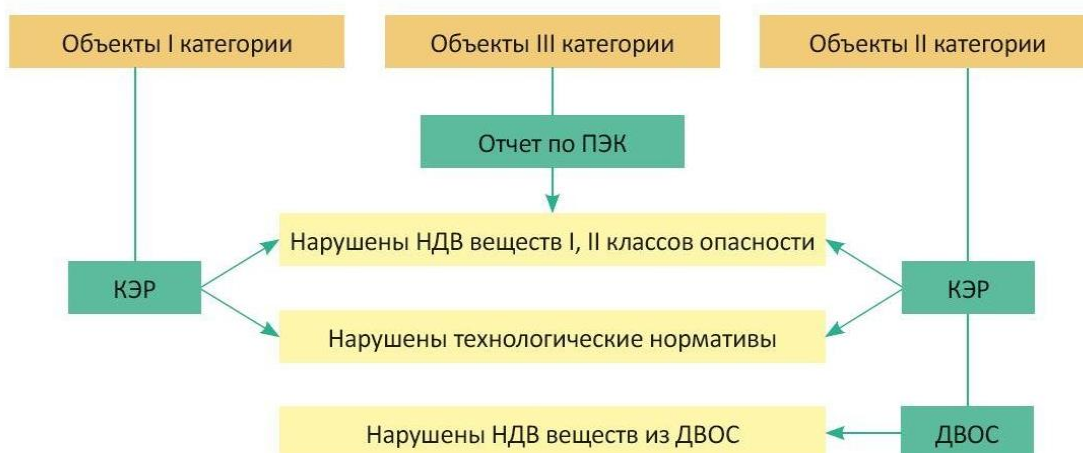 Объекты I категории
Объекты III категории
Объекты II категории
Отчет по ПЭК
Нарушены НДВ веществ I, II классов опасности
КЭР
КЭР
Нарушены технологические нормативы
Нарушены НДВ веществ из ДВОС
ДВОС